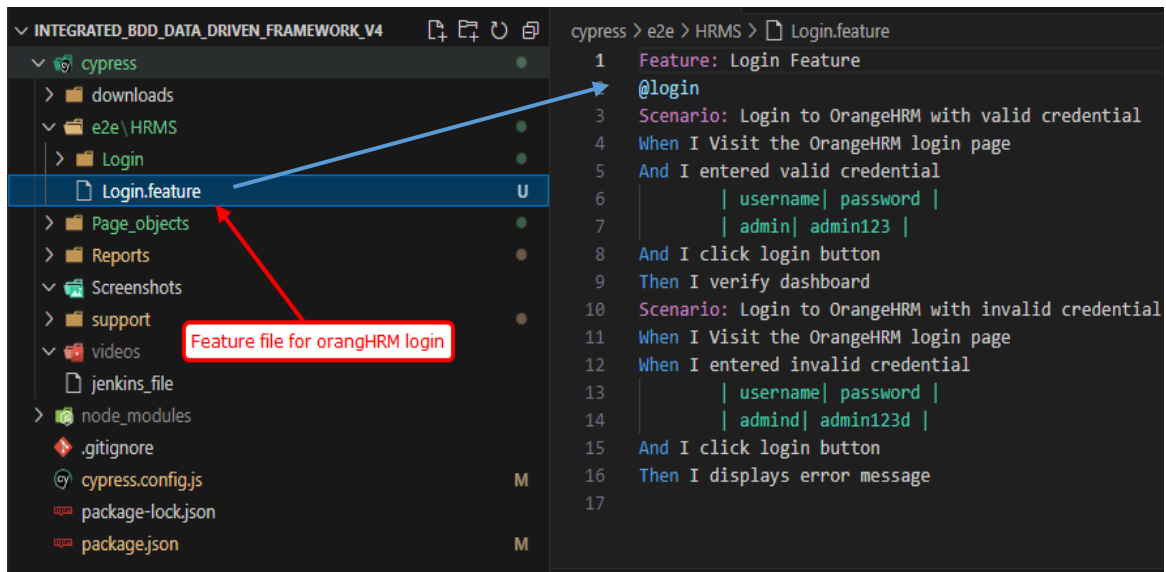 INTEGRATED_BDD_DATA_DRIVEN_FRAMEWORK_V4
cypress
downloads
e2e\HRMS
Login
Login.feature U
Page_objects
Reports
Screenshots
support
videos
jenkins_file
node_modules
.gitignore
cypress.config.js M
package-lock.json
package.json M
Feature file for orangHRM login
cypress > e2e > HRMS > Login.feature
1 Feature: Login Feature
2 @login
3 Scenario: Login to OrangeHRM with valid credential
4 When I Visit the OrangeHRM login page
5 And I entered valid credential
6 | username| password |
7 | admin| admin123 |
8 And I click login button
9 Then I verify dashboard
10 Scenario: Login to OrangeHRM with invalid credential
11 When I Visit the OrangeHRM login page
12 When I entered invalid credential
13 | username| password |
14 | admind| admin123d |
15 And I click login button
16 Then I displays error message
17